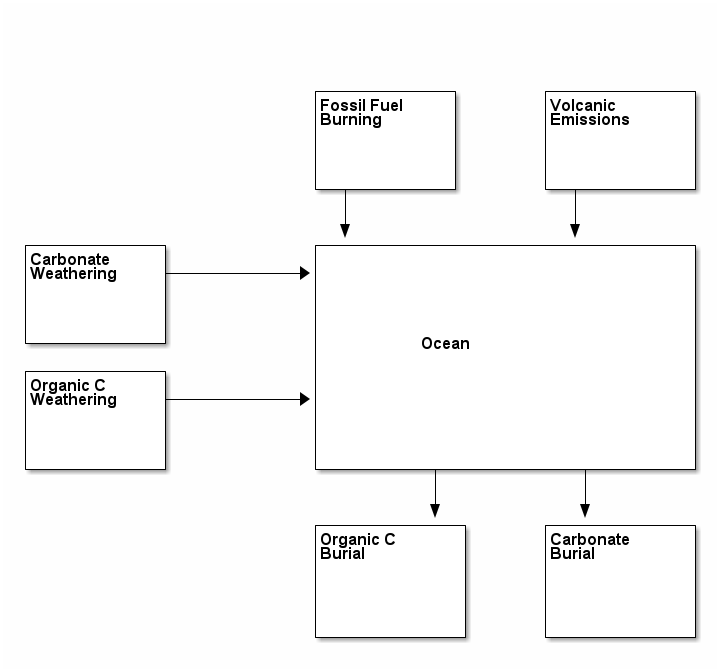 Fossil Fuel
Burning
Volcanic
Emissions
Carbonate
Weathering
Ocean
Organic C
Weathering
Organic C
Burial
Carbonate
Burial